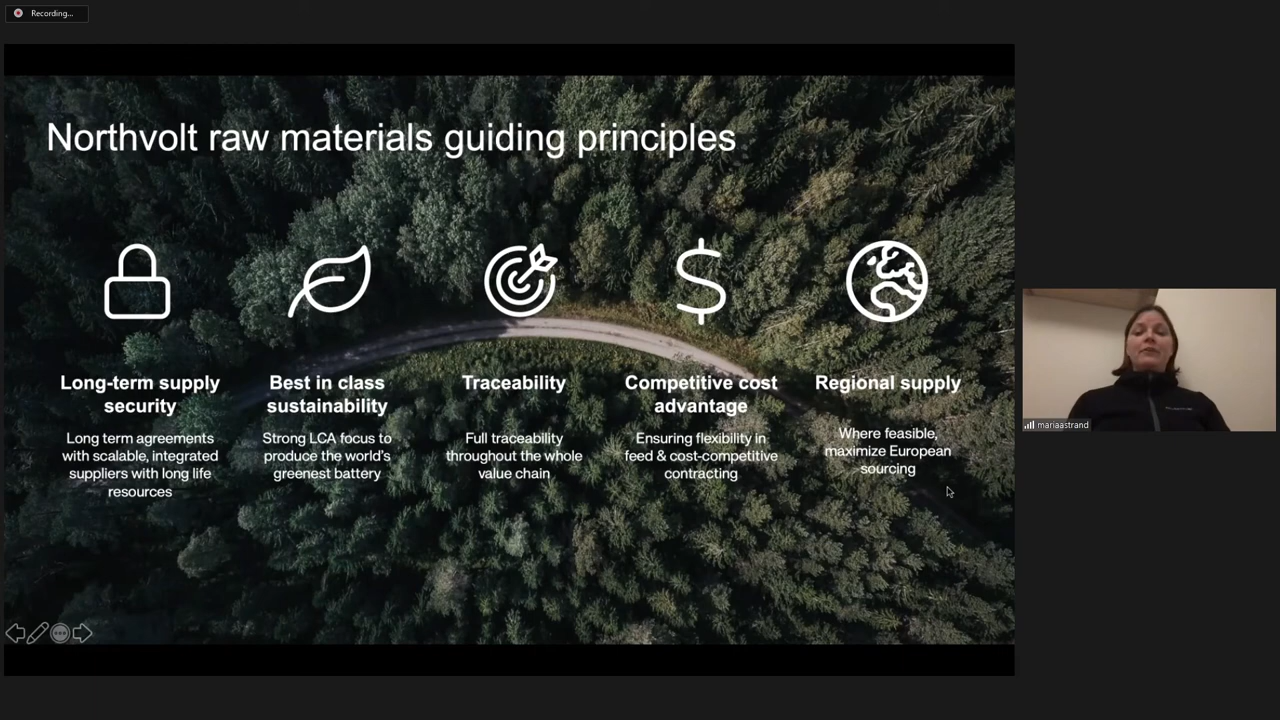 Recording...
Northvolt raw materials guiding principles
Long-term supply
security
Long term agreements
with scalable, integrated
suppliers with long life
resources
Best in class
sustainability
Strong LCA focus to
produce the world's
greenest battery
Traceability
Full traceability
throughout the whole
value chain
Competitive cost
advantage
Ensuring flexibility in
feed & cost-competitive
contracting
Regional supply
Where feasible,
maximize European
sourcing
mariaastrand